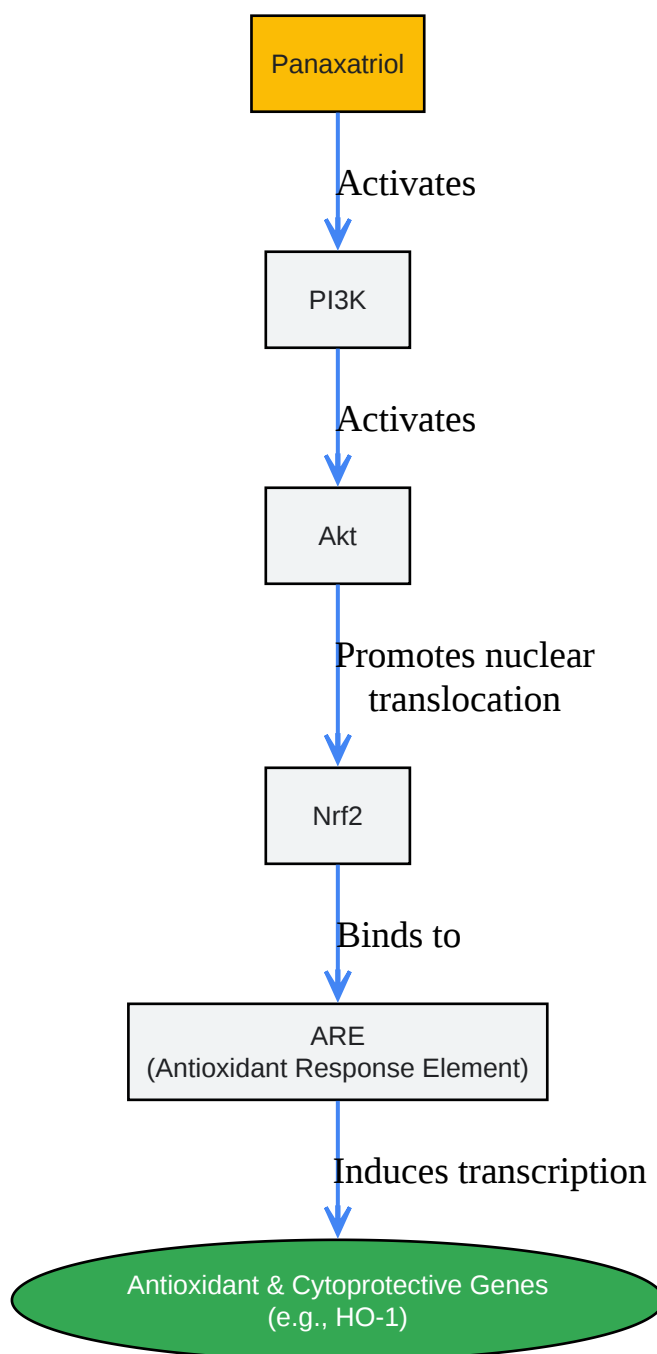 Panaxatriol
Activates
PI3K
Activates
Akt
Promotes nuclear
translocation
Nrf2
Binds to
ARE
(Antioxidant Response Element)
Induces transcription
Antioxidant & Cytoprotective Genes
(e.g., HO-1)